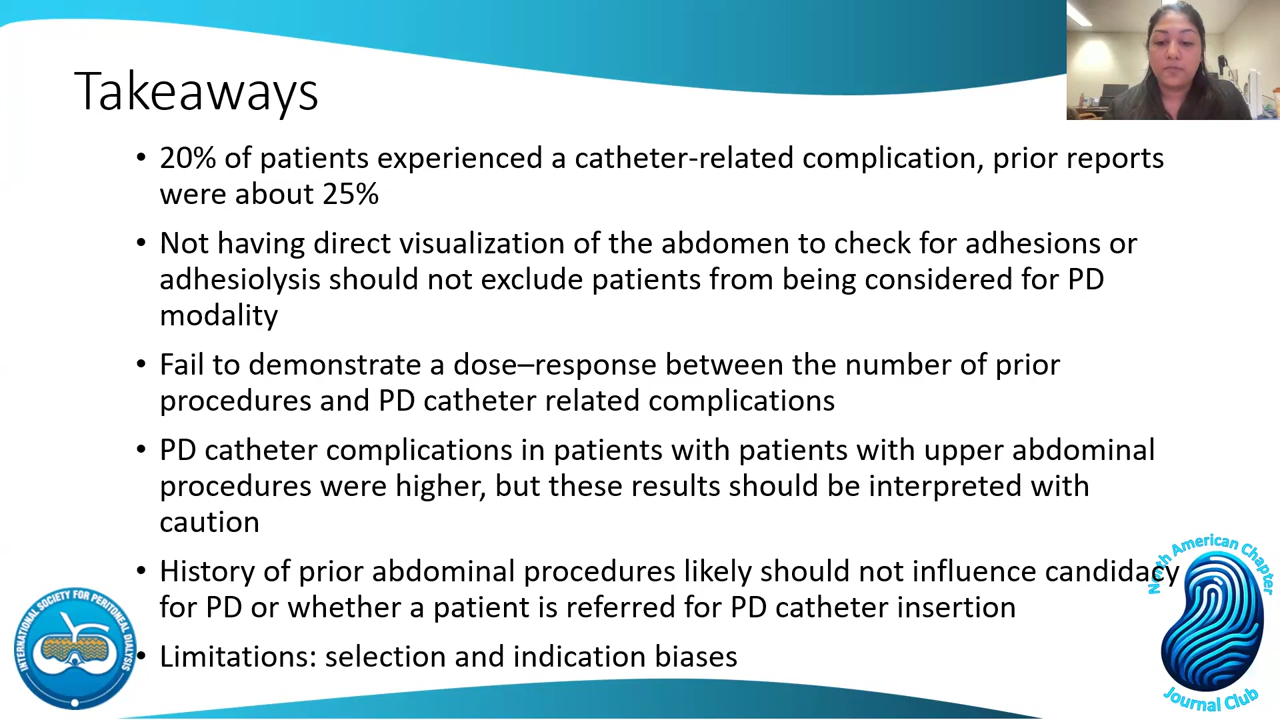 Takeaways
• 20% of patients experienced a catheter-related complication, prior reports
were about 25%
• Not having direct visualization of the abdomen to check for adhesions or
adhesiolysis should not exclude patients from being considered for PD
modality
• Fail to demonstrate a dose–response between the number of prior
procedures and PD catheter related complications
• PD catheter complications in patients with patients with upper abdominal
procedures were higher, but these results should be interpreted with
caution
• History of prior abdominal procedures likely should not influence candidacy
for PD or whether a patient is referred for PD catheter insertion
• Limitations: selection and indication biases
INTERNATIONAL SOCIETY FOR PERITONEAL DIALYSIS
North American Chapter
Journal Club